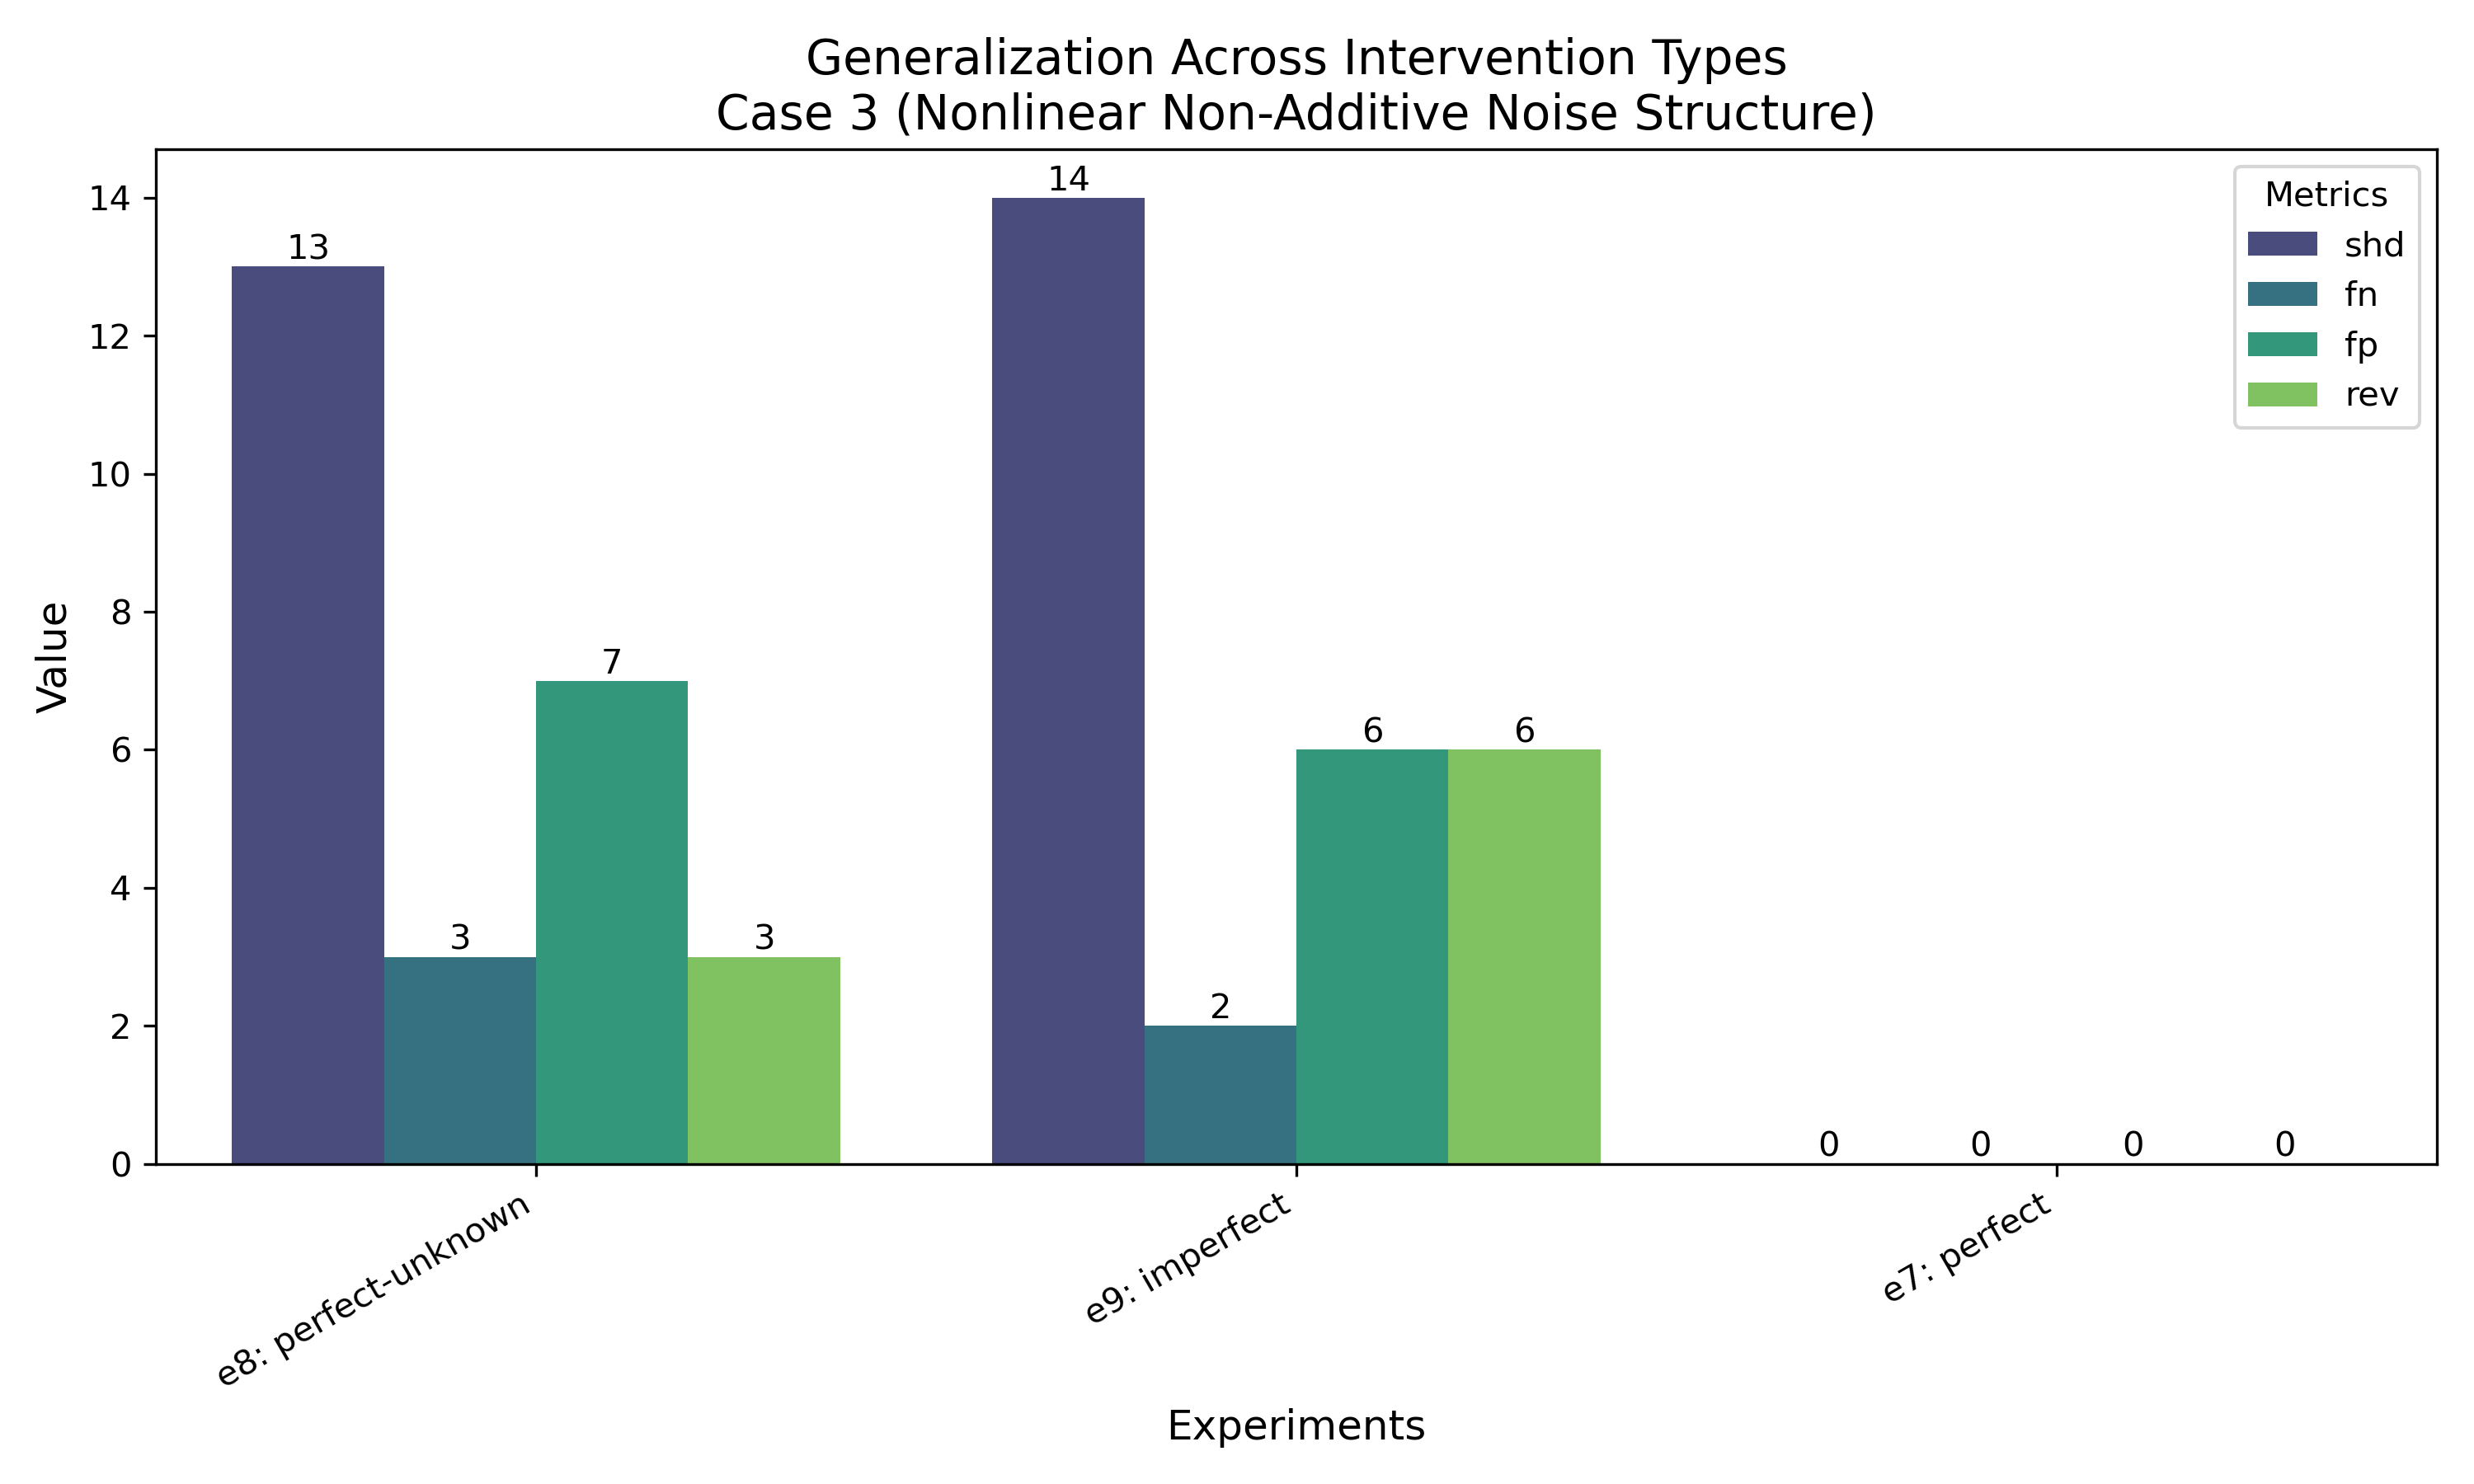 Generalization Across Intervention Types
Case 3 (Nonlinear Non-Additive Noise Structure)
Value
14
12
10
8
6
4
2
0
13
3
7
3
14
2
6
6
0
0
0
0
Metrics
shd
fn
fp
rev
e8: perfect-unknown
e9: imperfect
e7: perfect
Experiments